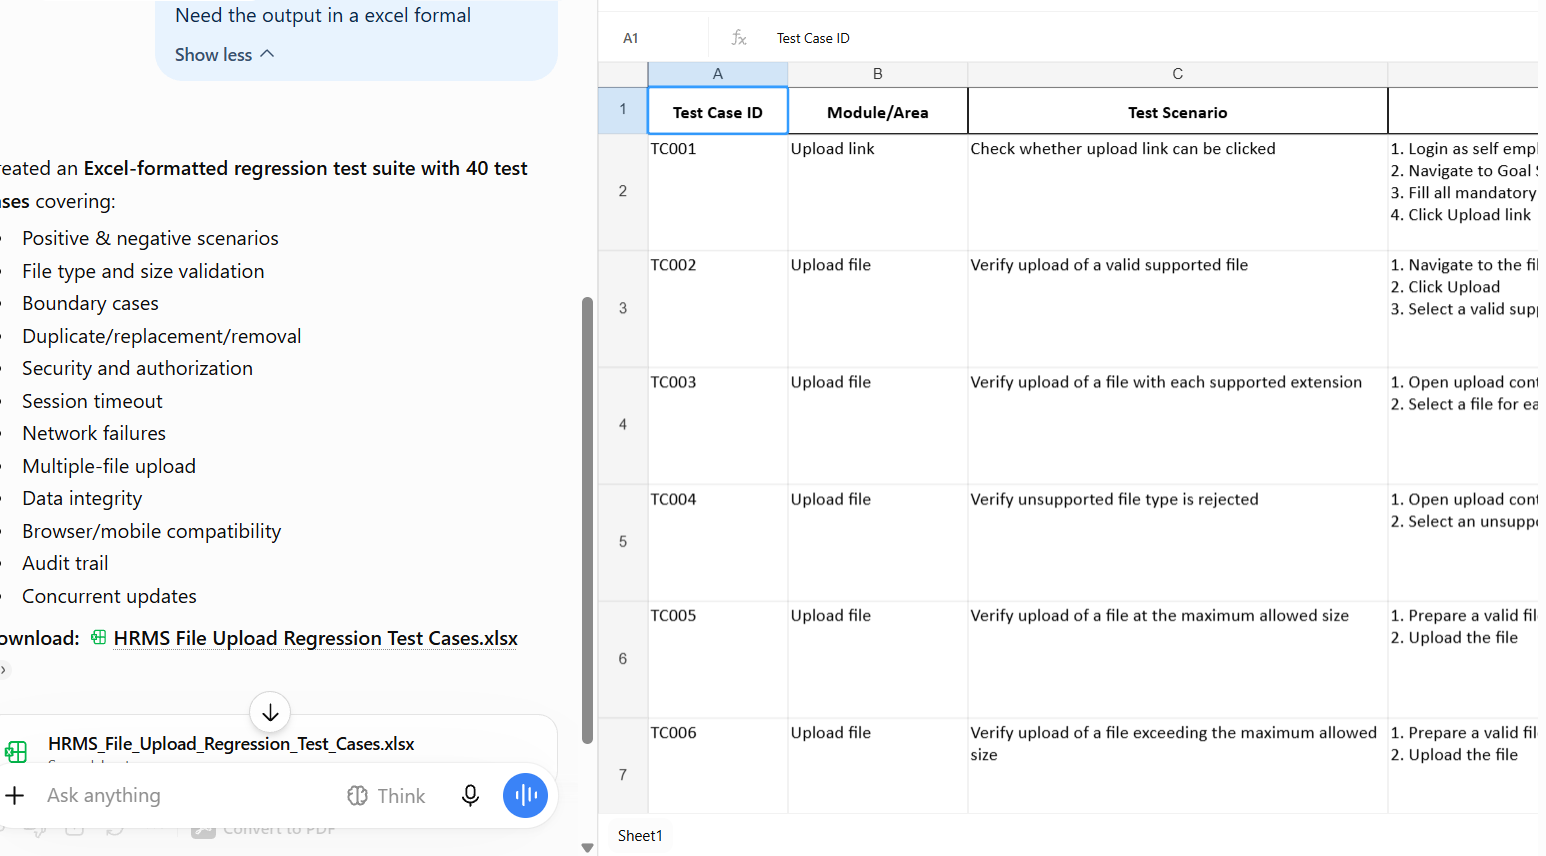 Need the output in a excel formal
Show less
reated an Excel-formatted regression test suite with 40 test
ses covering:
Positive & negative scenarios
File type and size validation
Boundary cases
Duplicate/replacement/removal
Security and authorization
Session timeout
Network failures
Multiple-file upload
Data integrity
Browser/mobile compatibility
Audit trail
Concurrent updates
ownload: HRMS File Upload Regression Test Cases.xlsx
HRMS_File_Upload_Regression_Test_Cases.xlsx
Ask anything
Think
Convert to PDF
A1 fx Test Case ID
A B C
1 Test Case ID Module/Area Test Scenario
2 TC001 Upload link Check whether upload link can be clicked 1. Login as self emp
2. Navigate to Goal
3. Fill all mandatory
4. Click Upload link
3 TC002 Upload file Verify upload of a valid supported file 1. Navigate to the fi
2. Click Upload
3. Select a valid sup
4 TC003 Upload file Verify upload of a file with each supported extension 1. Open upload cont
2. Select a file for ea
5 TC004 Upload file Verify unsupported file type is rejected 1. Open upload cont
2. Select an unsuppo
6 TC005 Upload file Verify upload of a file at the maximum allowed size 1. Prepare a valid fil
2. Upload the file
7 TC006 Upload file Verify upload of a file exceeding the maximum allowed 1. Prepare a valid fil
size 2. Upload the file
Sheet1